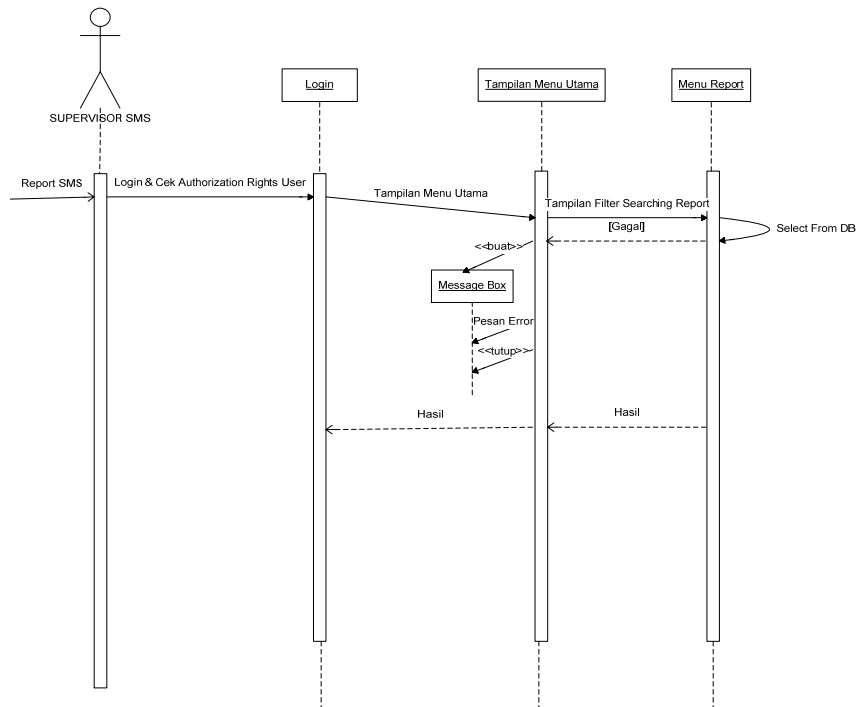 SUPERVISOR SMS
Login
Tampilan Menu Utama
Menu Report
Report SMS
Login & Cek Authorization Rights User
Tampilan Menu Utama
Tampilan Filter Searching Report
[Gagal]
Select From DB
<<buat>>
Message Box
Pesan Error
<<tutup>>
Hasil
Hasil